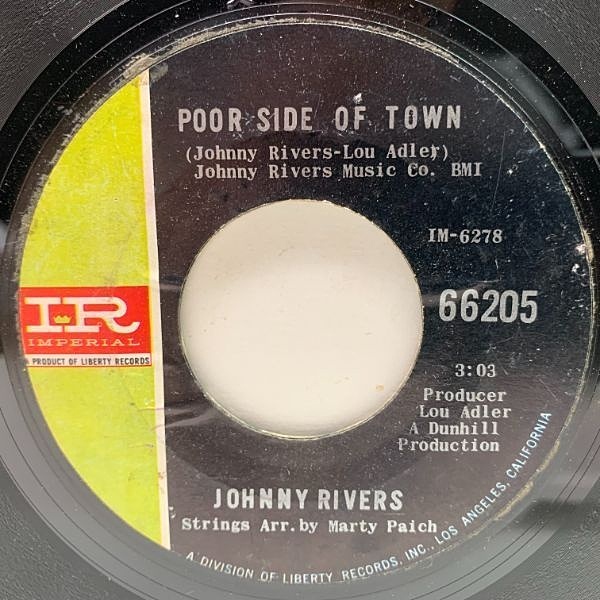 POOR SIDE OF TOWN
(Johnny Rivers-Lou Adler)
Johnny Rivers Music Co. BMI
IM-6278
66205
IR
IMPERIAL
A PRODUCT OF LIBERTY RECORDS
3:03
Producer
Lou Adler
A Dunhill
Production
JOHNNY RIVERS
Strings Arr. by Marty Paich
A DIVISION OF LIBERTY RECORDS, INC., LOS ANGELES, CALIFORNIA